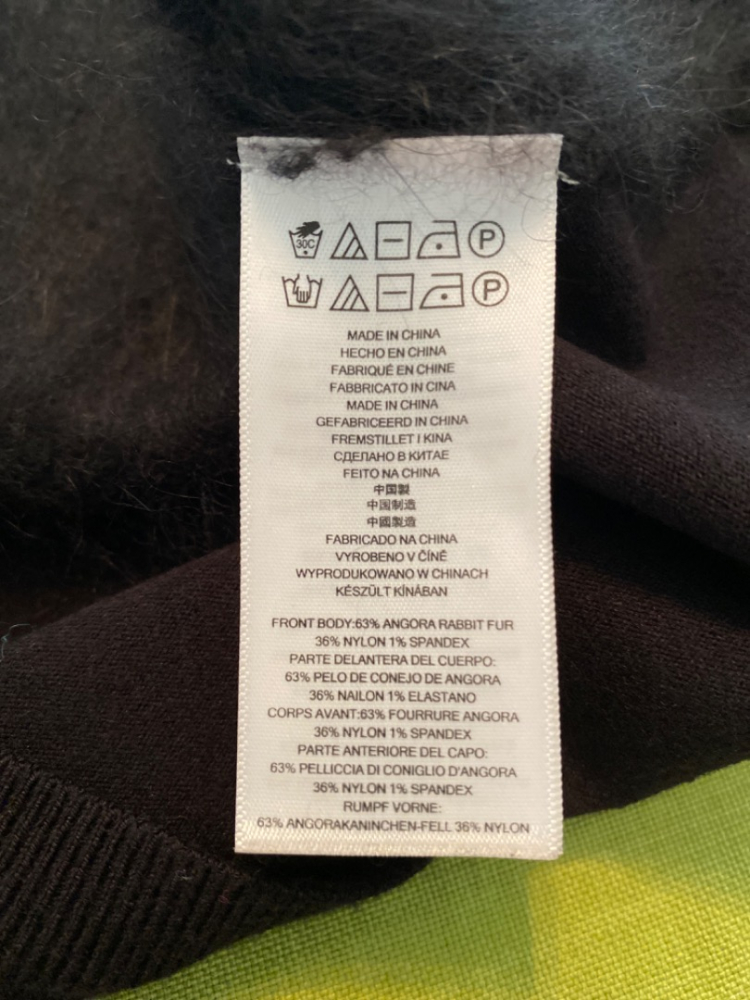 30C P
P
MADE IN CHINA
HECHO EN CHINA
FABRIQUÉ EN CHINE
FABBRICATO IN CINA
MADE IN CHINA
GEFABRICEERD IN CHINA
FREMSTILLET I KINA
СДЕЛАНО В КИТАЕ
FEITO NA CHINA
中国製
中国制造
中國製造
FABRICADO NA CHINA
VYROBENO V ČÍNĚ
WYPRODUKOWANO W CHINACH
KÉSZÜLT KÍNÁBAN
FRONT BODY:63% ANGORA RABBIT FUR
36% NYLON 1% SPANDEX
PARTE DELANTERA DEL CUERPO:
63% PELO DE CONEJO DE ANGORA
36% NAILON 1% ELASTANO
CORPS AVANT:63% FOURRURE ANGORA
36% NYLON 1% SPANDEX
PARTE ANTERIORE DEL CAPO:
63% PELLICCIA DI CONIGLIO D'ANGORA
36% NYLON 1% SPANDEX
RUMPF VORNE:
63% ANGORAKANINCHEN-FELL 36% NYLON